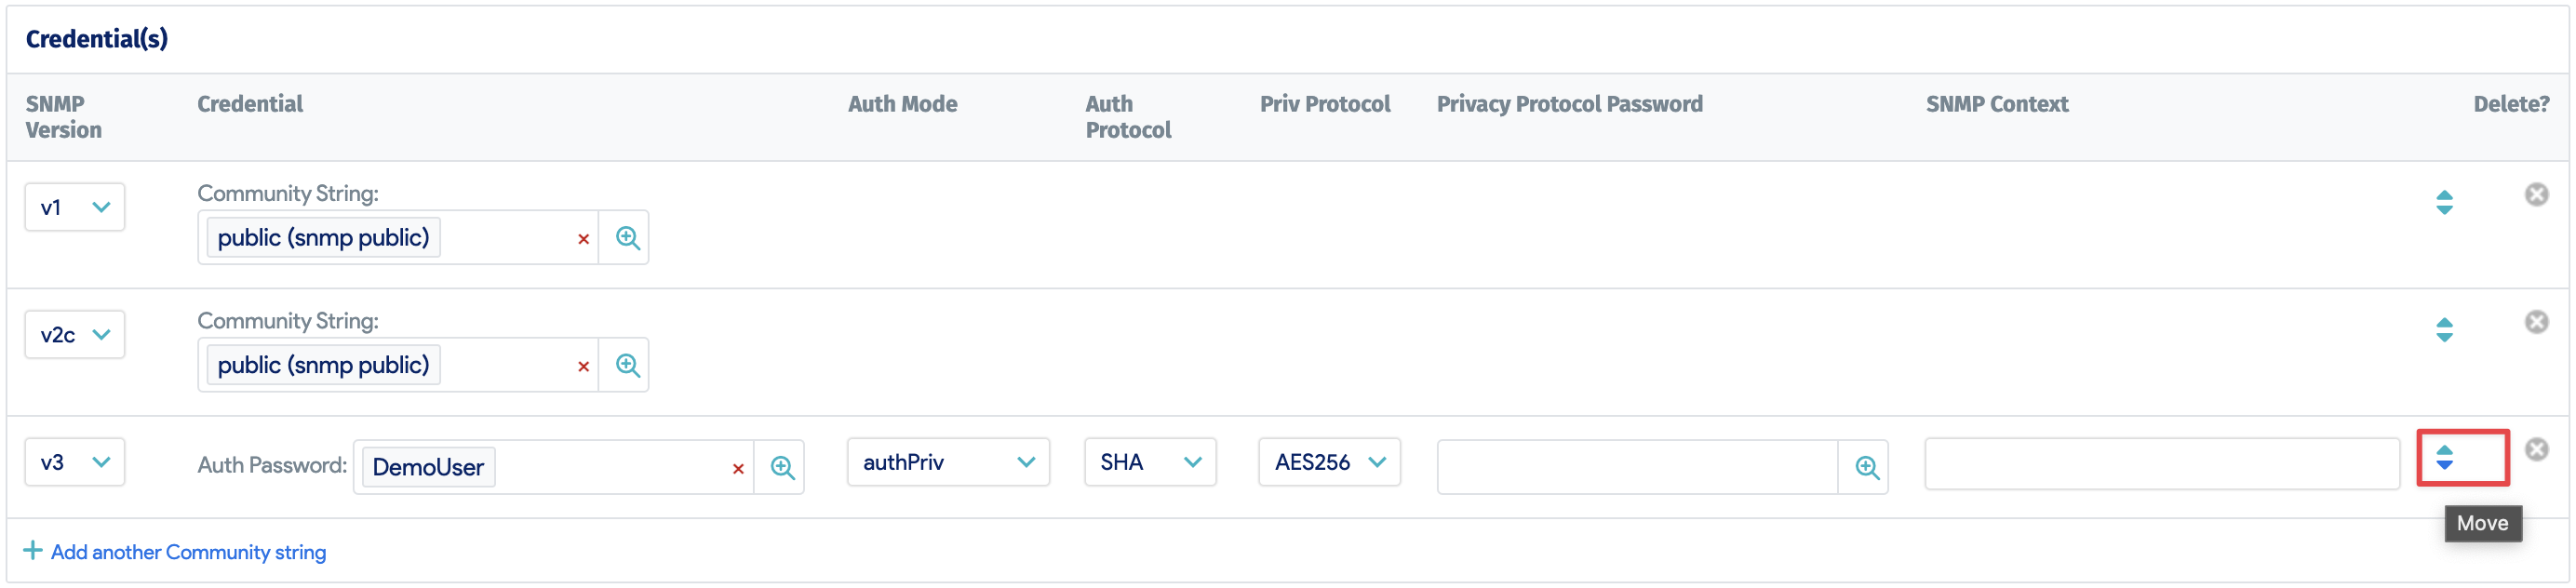 Credential(s)
SNMP Version
Credential
Auth Mode
Auth Protocol
Priv Protocol
Privacy Protocol Password
SNMP Context
Delete?
v1
Community String:
public (snmp public)
×
v2c
Community String:
public (snmp public)
×
v3
Auth Password:
DemoUser
×
authPriv
SHA
AES256
Move
+ Add another Community string